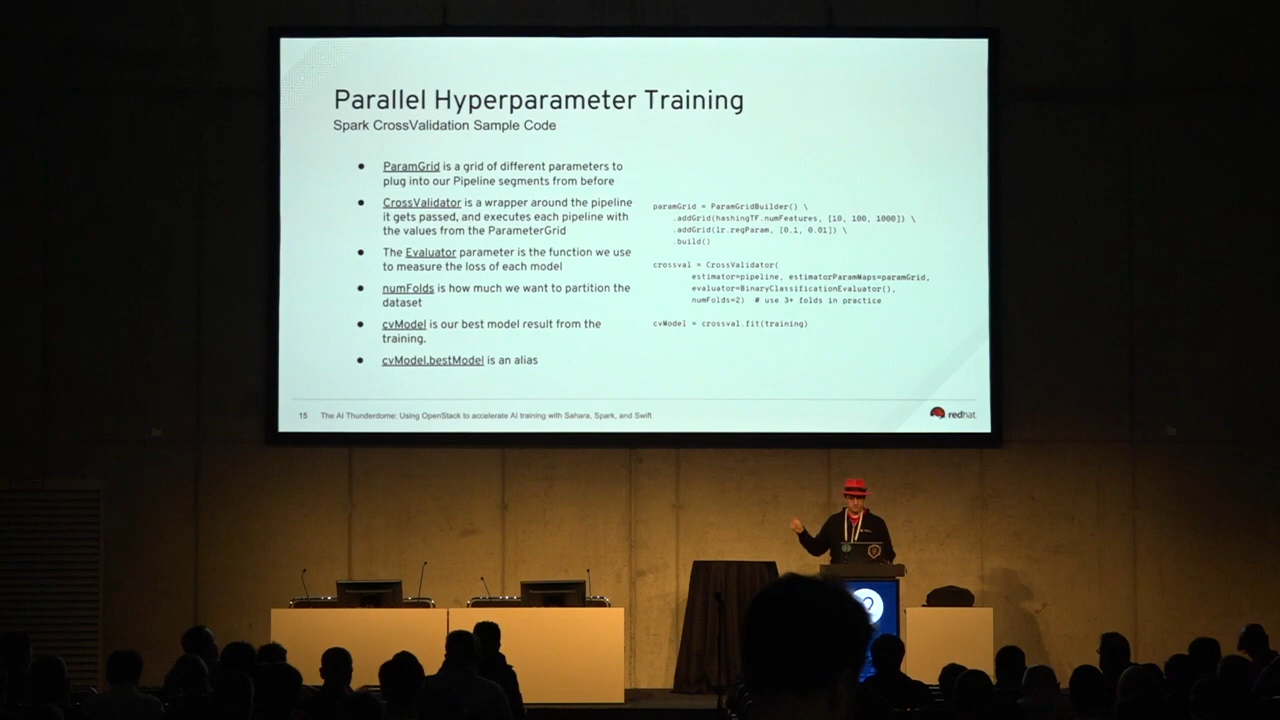 Parallel Hyperparameter Training
Spark CrossValidation Sample Code
● ParamGrid is a grid of different parameters to
plug into our Pipeline segments from before
● CrossValidator is a wrapper around the pipeline
it gets passed, and executes each pipeline with
the values from the ParameterGrid
● The Evaluator parameter is the function we use
to measure the loss of each model
● numFolds is how much we want to partition the
dataset
● cvModel is our best model result from the
training.
● cvModel.bestModel is an alias
paramGrid = ParamGridBuilder() \
.addGrid(hashingTF.numFeatures, [10, 100, 1000]) \
.addGrid(lr.regParam, [0.1, 0.01]) \
.build()
crossval = CrossValidator(
estimator=pipeline, estimatorParamMaps=paramGrid,
evaluator=BinaryClassificationEvaluator(),
numFolds=2) # use 3+ folds in practice
cvModel = crossval.fit(training)
15 The AI Thunderdome: Using OpenStack to accelerate AI training with Sahara, Spark, and Swift
redhat